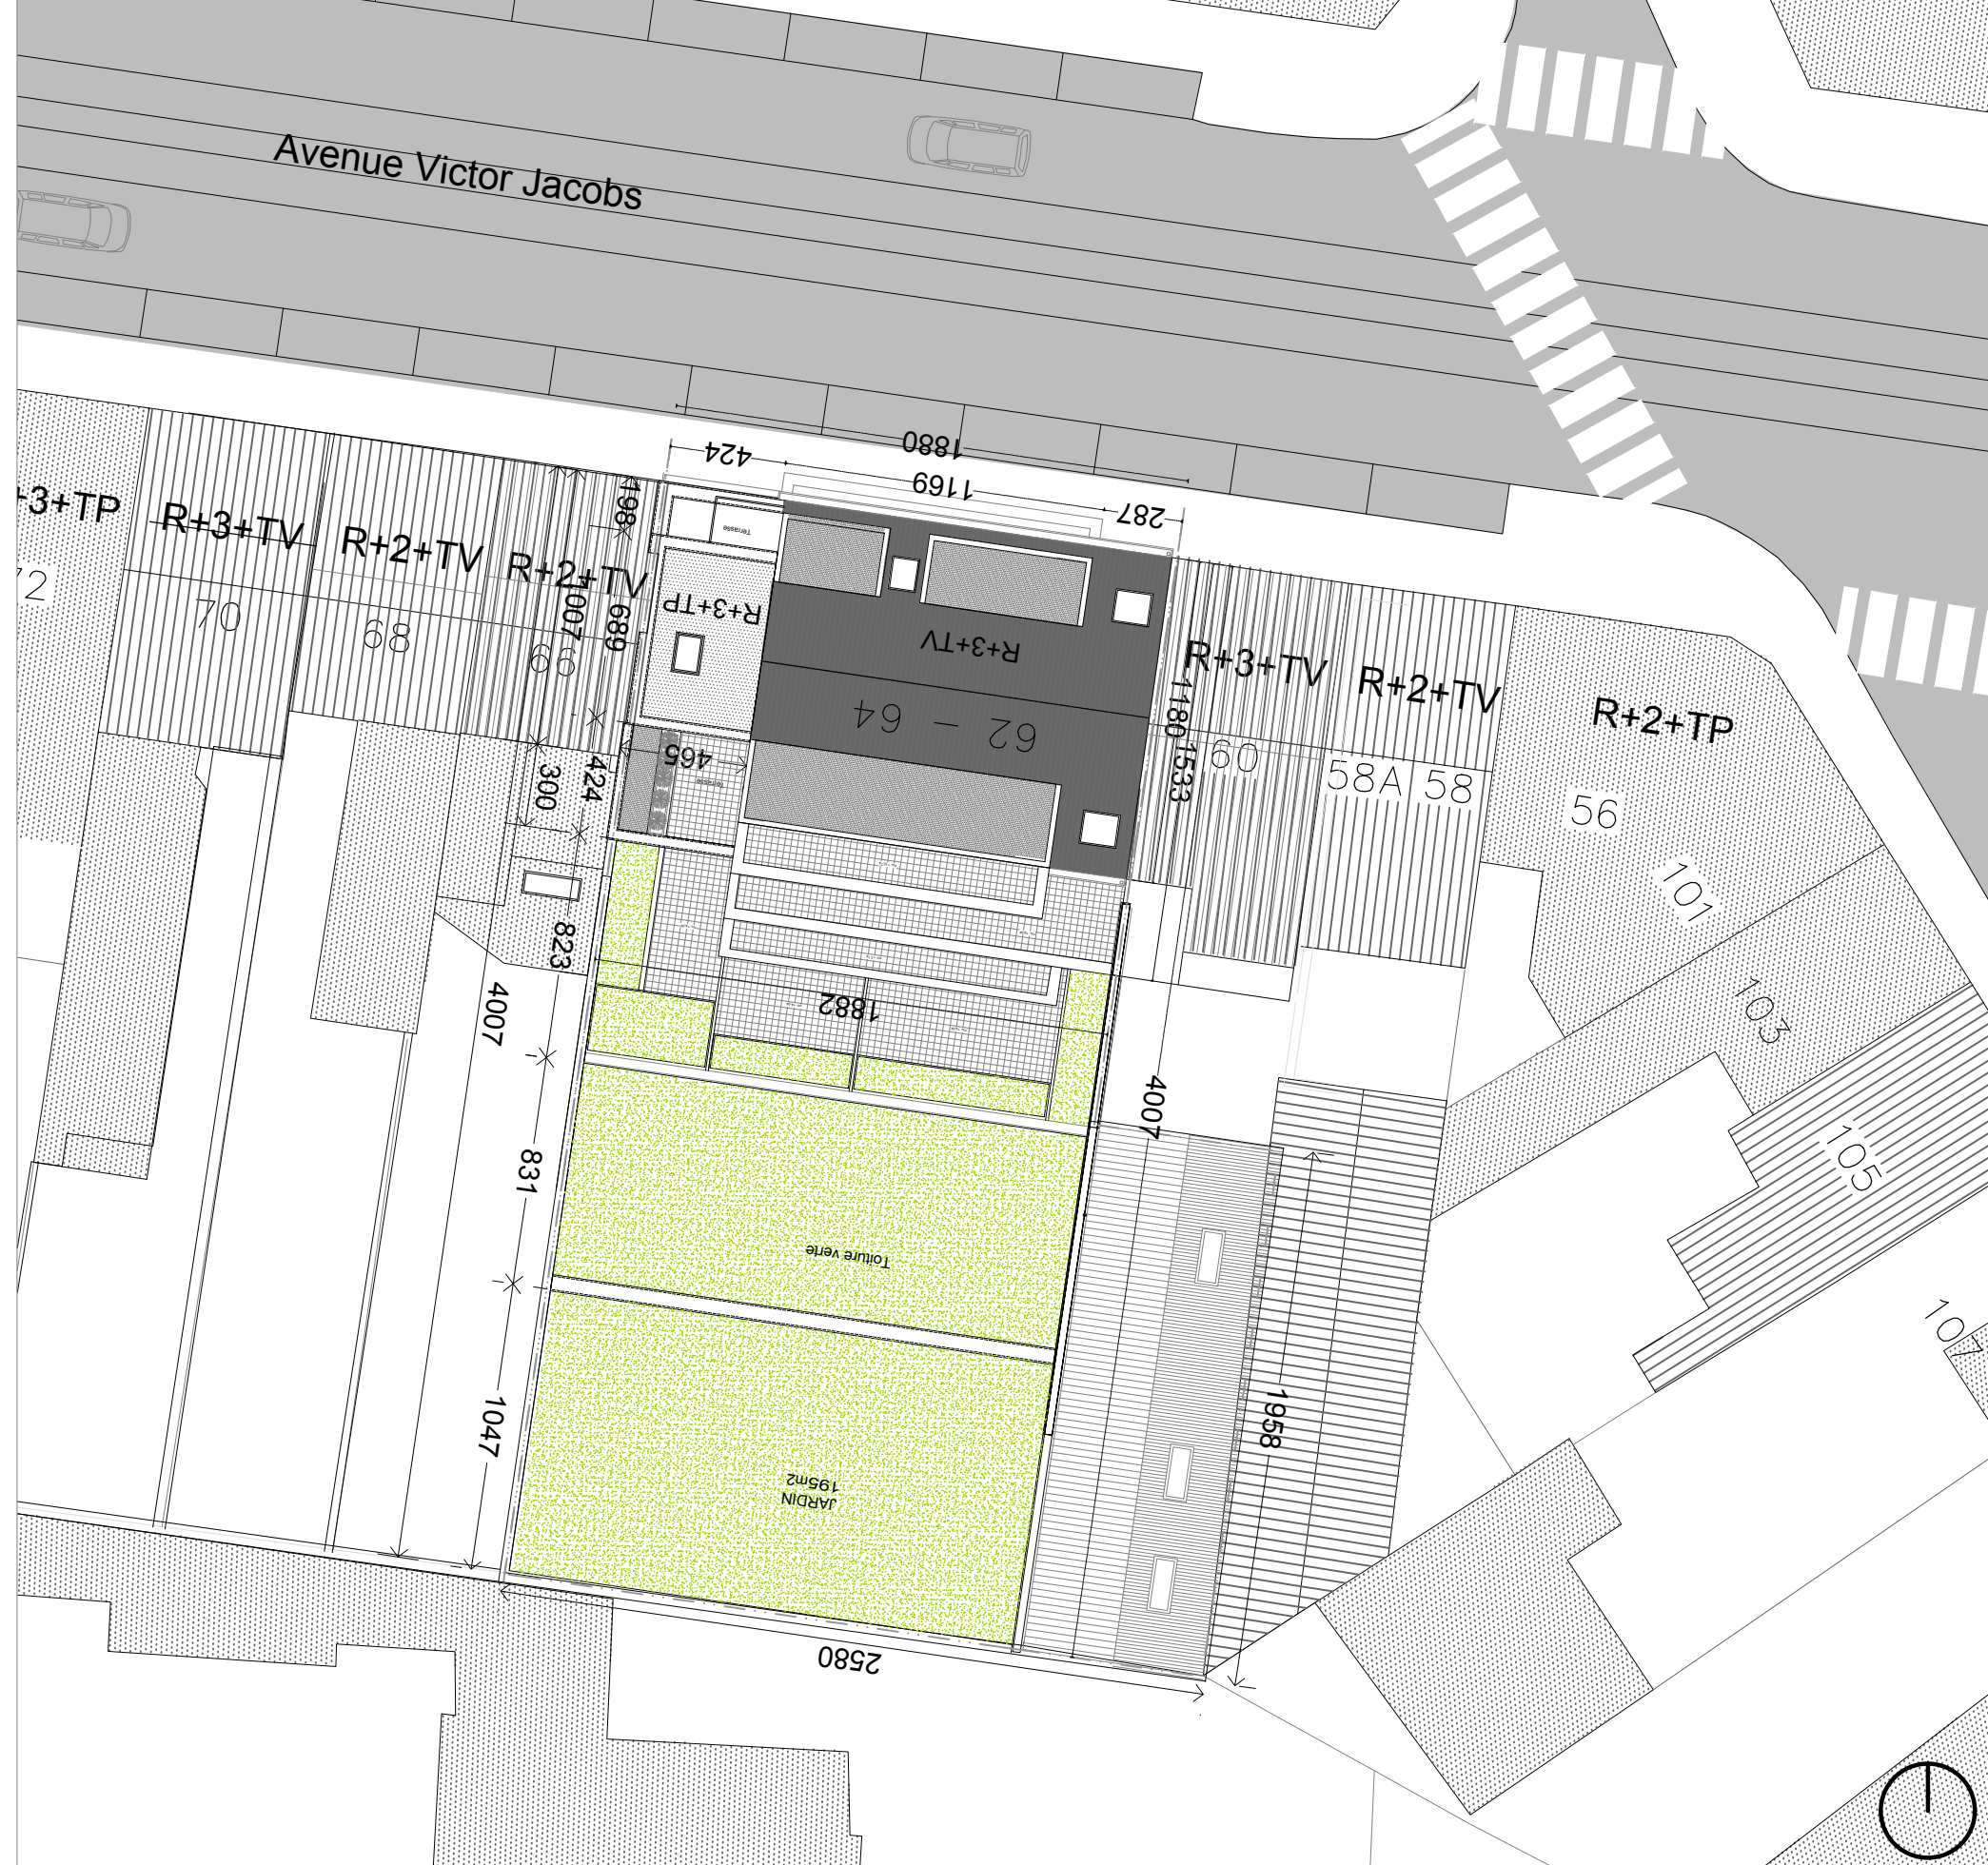 Avenue Victor Jacobs
1880
424
1169
287
198
+3+TP
R+3+TV
R+2+TV
R+2+TV
72
70
68
66
1007
689
R+3+TP
Terrasse
R+3+TV
62 - 64
R+3+TV
R+2+TV
R+2+TP
1180
1533
60
58A 58
56
101
103
105
107
465
Terrasse
300
424
823
4007
1882
4007
831
Toiture verte
1047
1958
JARDIN
195m2
2580